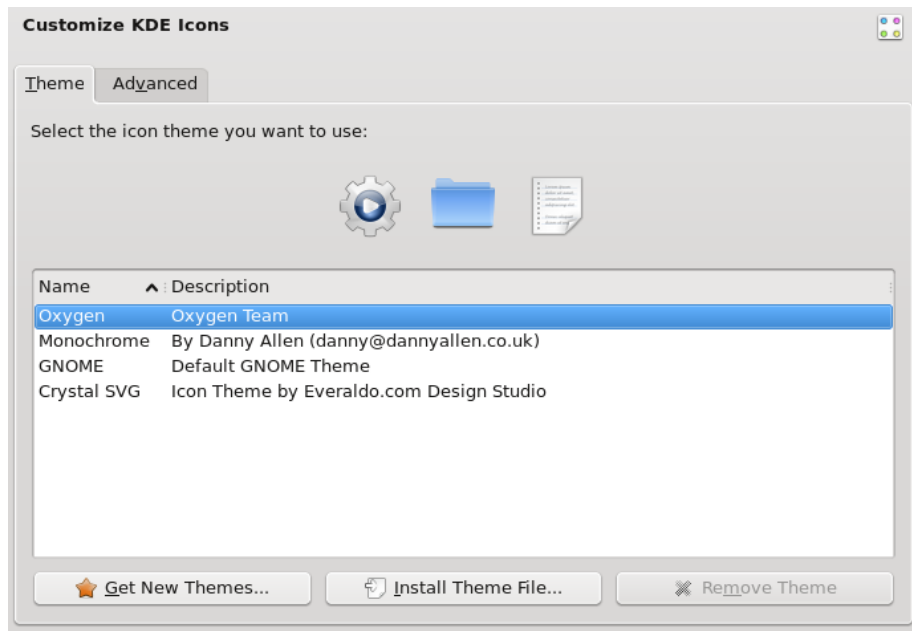 Customize KDE Icons
Theme Advanced
Select the icon theme you want to use:
Name Description
Oxygen Oxygen Team
Monochrome By Danny Allen (danny@dannyallen.co.uk)
GNOME Default GNOME Theme
Crystal SVG Icon Theme by Everaldo.com Design Studio
Get New Themes... Install Theme File... Remove Theme